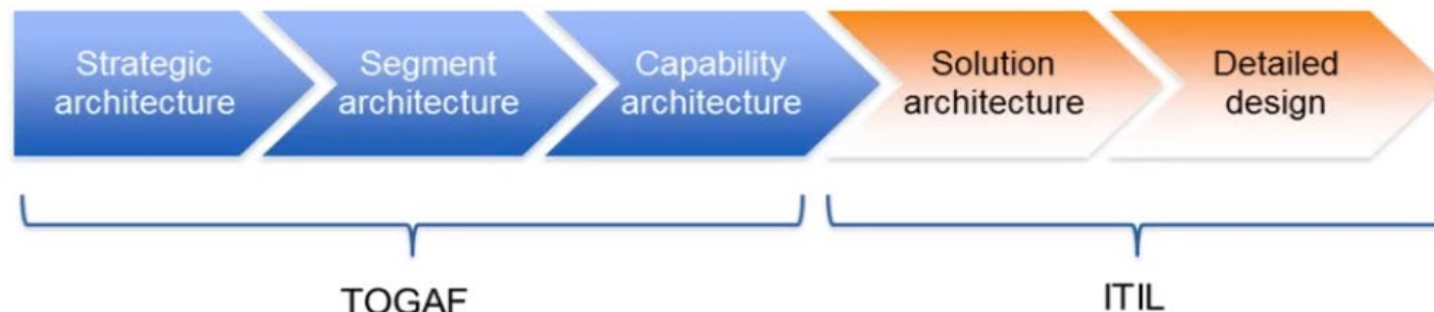 Strategic
architecture
Segment
architecture
Capability
architecture
Solution
architecture
Detailed
design
TOGAF
ITIL